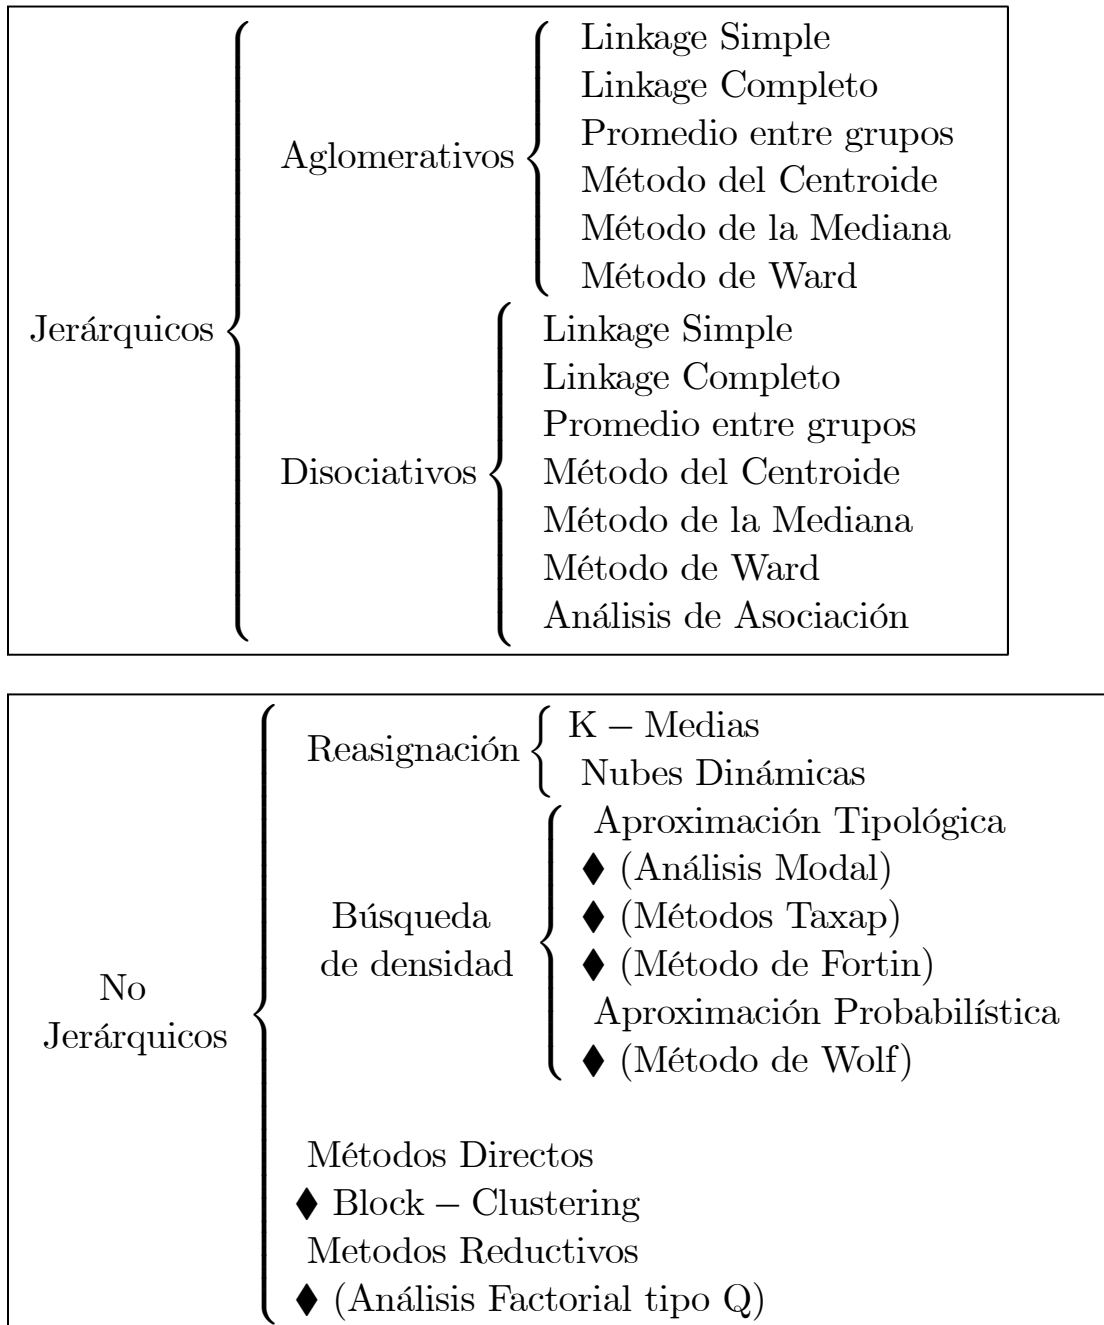 Jerárquicos
Aglomerativos
Linkage Simple
Linkage Completo
Promedio entre grupos
Método del Centroide
Método de la Mediana
Método de Ward
Disociativos
Linkage Simple
Linkage Completo
Promedio entre grupos
Método del Centroide
Método de la Mediana
Método de Ward
Análisis de Asociación
No
Jerárquicos
Reasignación
K – Medias
Nubes Dinámicas
Búsqueda
de densidad
Aproximación Tipológica
♦ (Análisis Modal)
♦ (Métodos Taxap)
♦ (Método de Fortin)
Aproximación Probabilística
♦ (Método de Wolf)
Métodos Directos
♦ Block – Clustering
Metodos Reductivos
♦ (Análisis Factorial tipo Q)